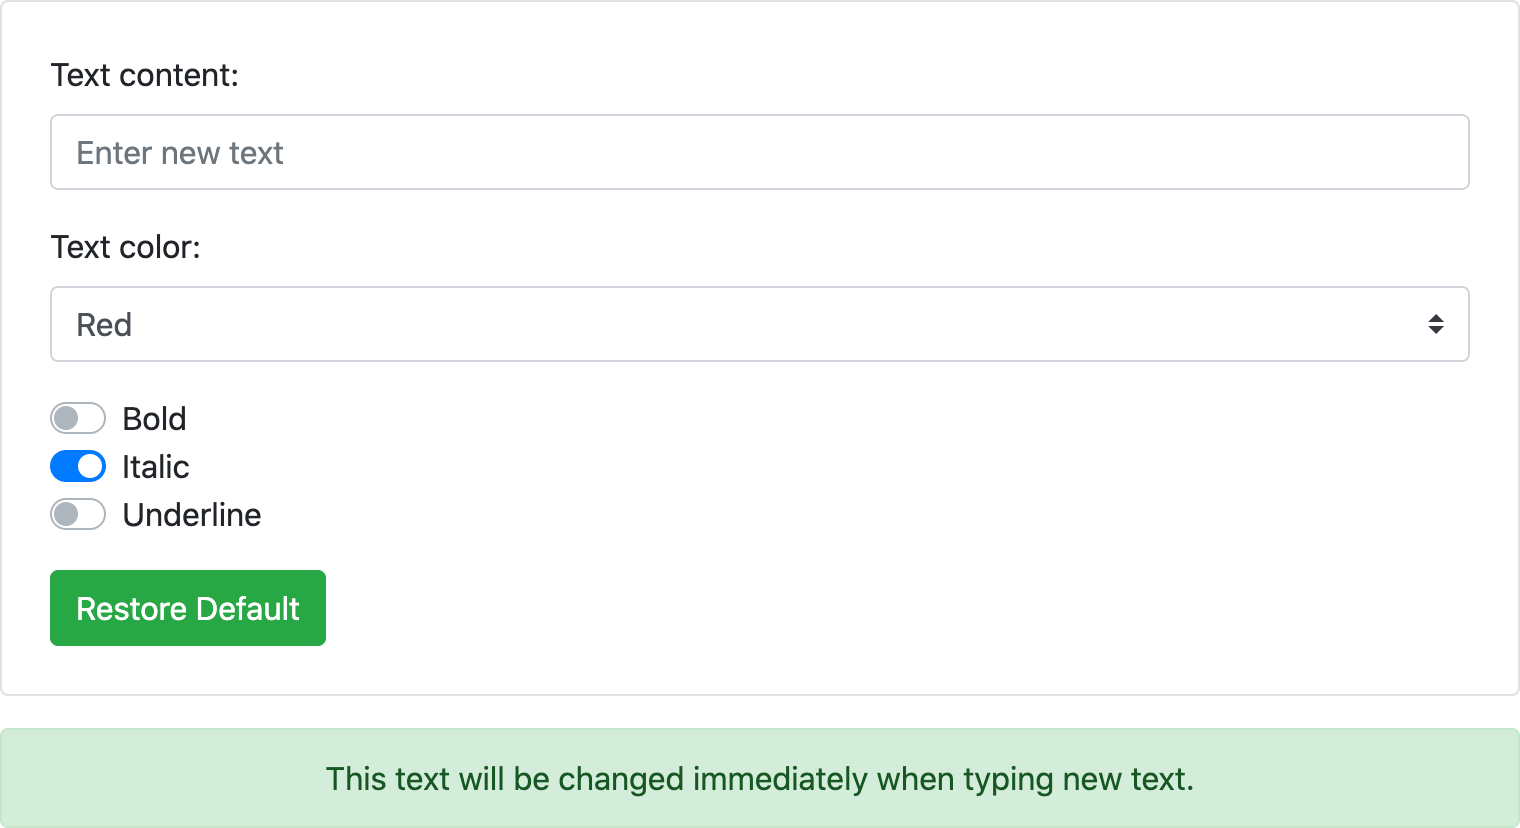 Text content:
Enter new text
Text color:
Red
Bold
Italic
Underline
Restore Default
This text will be changed immediately when typing new text.